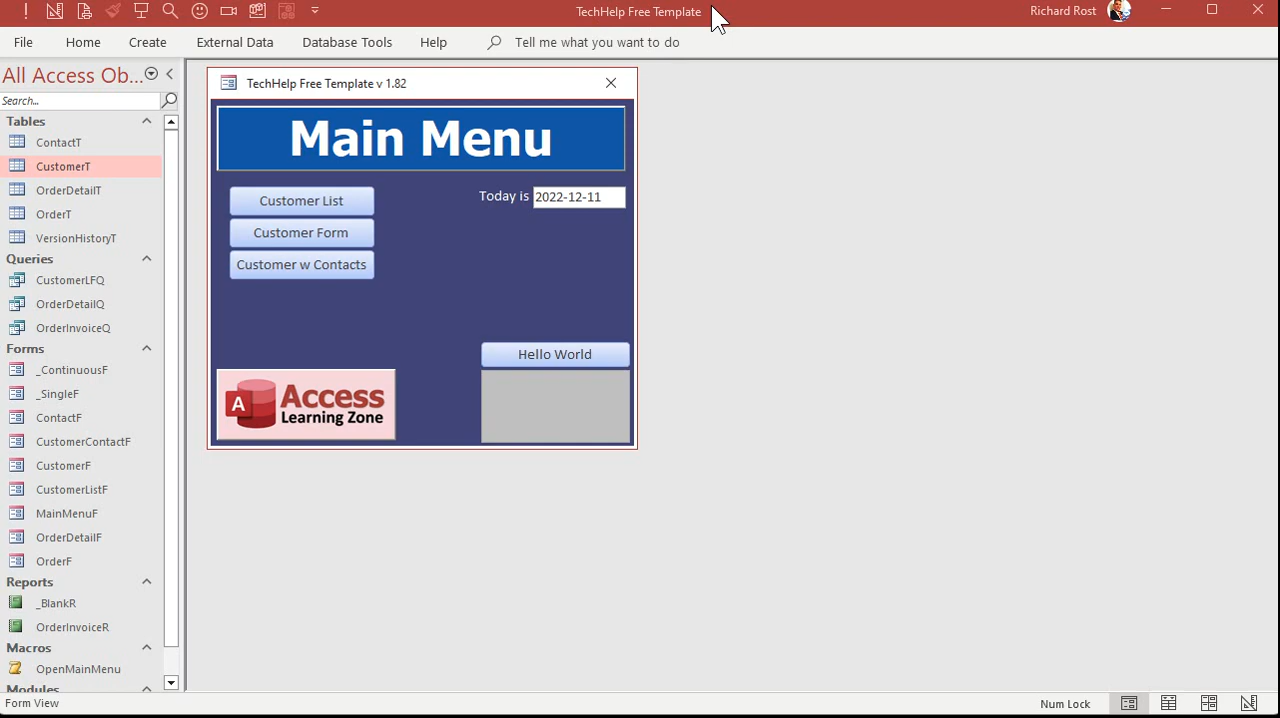 TechHelp Free Template
Richard Rost
File
Home
Create
External Data
Database Tools
Help
Tell me what you want to do
All Access Ob...
Search...
Tables
ContactT
CustomerT
OrderDetailT
OrderT
VersionHistoryT
Queries
CustomerLFQ
OrderDetailQ
OrderInvoiceQ
Forms
_ContinuousF
_SingleF
ContactF
CustomerContactF
CustomerF
CustomerListF
MainMenuF
OrderDetailF
OrderF
Reports
_BlankR
OrderInvoiceR
Macros
OpenMainMenu
Modules
TechHelp Free Template v 1.82
Main Menu
Customer List
Customer Form
Customer w Contacts
Today is 2022-12-11
Hello World
A Access
Learning Zone
Form View
Num Lock